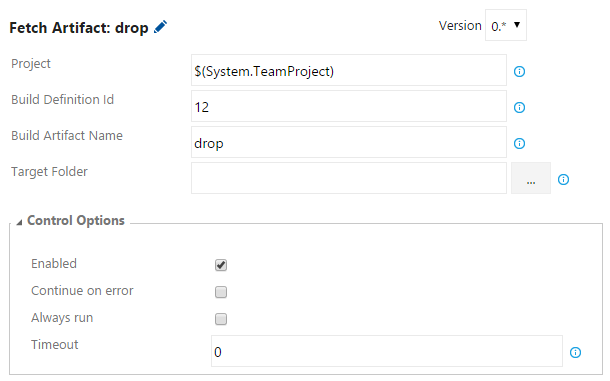 Fetch Artifact: drop Version 0.*
Project $(System.TeamProject)
Build Definition Id 12
Build Artifact Name drop
Target Folder ...
Control Options
Enabled
Continue on error
Always run
Timeout 0